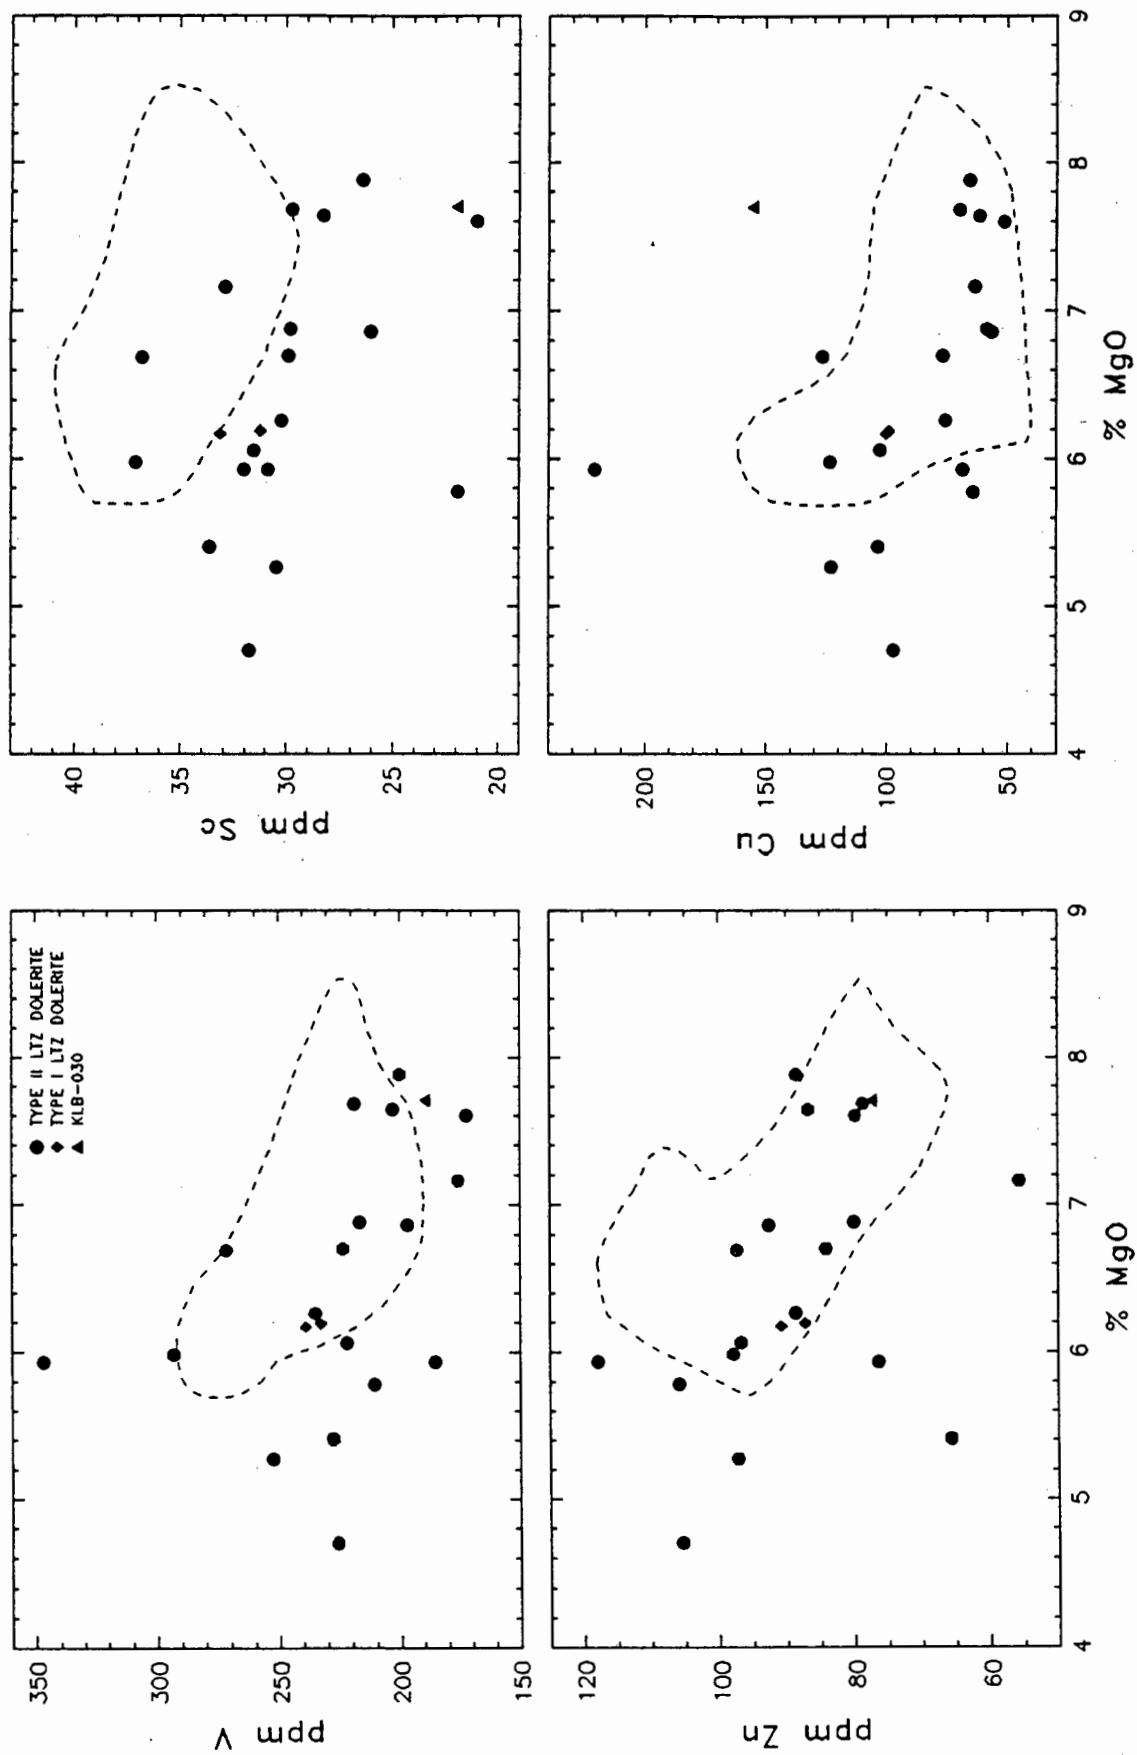 ppm V
350
300
250
200
150
TYPE II LTZ DOLERITE
TYPE I LTZ DOLERITE
KLB-030
ppm Sc
40
35
30
25
20
ppm Zn
120
100
80
60
4 5 6 7 8 9
% MgO
ppm Cu
200
150
100
50
4 5 6 7 8 9
% MgO